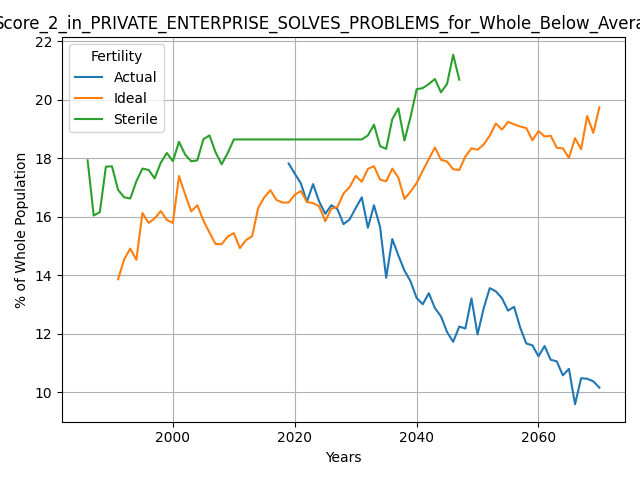 Score_2_in_PRIVATE_ENTERPRISE_SOLVES_PROBLEMS_for_Whole_Below_Avera
22
20
18
16
14
12
10
% of Whole Population
Fertility
Actual
Ideal
Sterile
2000
2020
2040
2060
Years